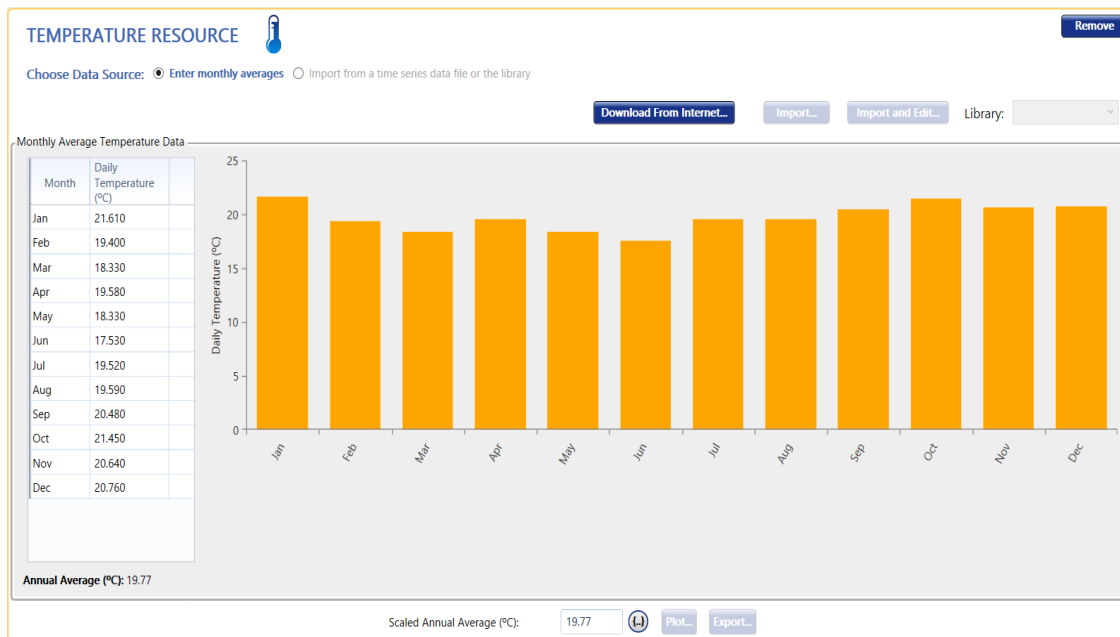 TEMPERATURE RESOURCE
Remove
Choose Data Source: Enter monthly averages Import from a time series data file or the library
Download From Internet... Import... Import and Edit... Library:
Monthly Average Temperature Data
Month Daily Temperature (ºC)
Jan 21.610
Feb 19.400
Mar 18.330
Apr 19.580
May 18.330
Jun 17.530
Jul 19.520
Aug 19.590
Sep 20.480
Oct 21.450
Nov 20.640
Dec 20.760
Daily Temperature (ºC)
25
20
15
10
5
0
Jan Feb Mar Apr May Jun Jul Aug Sep Oct Nov Dec
Annual Average (ºC): 19.77
Scaled Annual Average (ºC): 19.77 {..} Plot... Export...